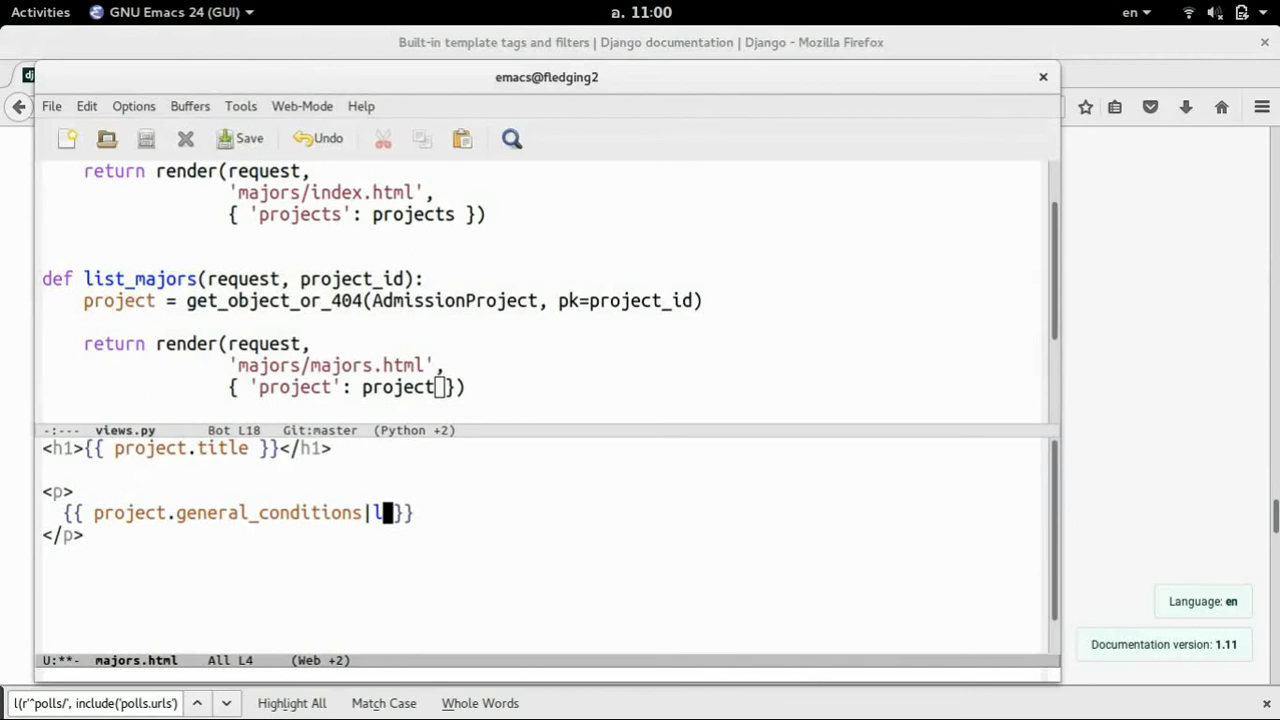 Activities GNU Emacs 24 (GUI) อ. 11:00 en
Built-in template tags and filters | Django documentation | Django - Mozilla Firefox
emacs@fledging2
File Edit Options Buffers Tools Web-Mode Help
Save Undo
return render(request,
'majors/index.html',
{ 'projects': projects })
def list_majors(request, project_id):
project = get_object_or_404(AdmissionProject, pk=project_id)
return render(request,
'majors/majors.html',
{ 'project': project })
-:--- views.py Bot L18 Git:master (Python +2)
<h1>{{ project.title }}</h1>
<p>
{{ project.general_conditions|l }}
</p>
Language: en
Documentation version: 1.11
U:**- majors.html All L4 (Web +2)
l(r'^polls/', include('polls.urls') Highlight All Match Case Whole Words